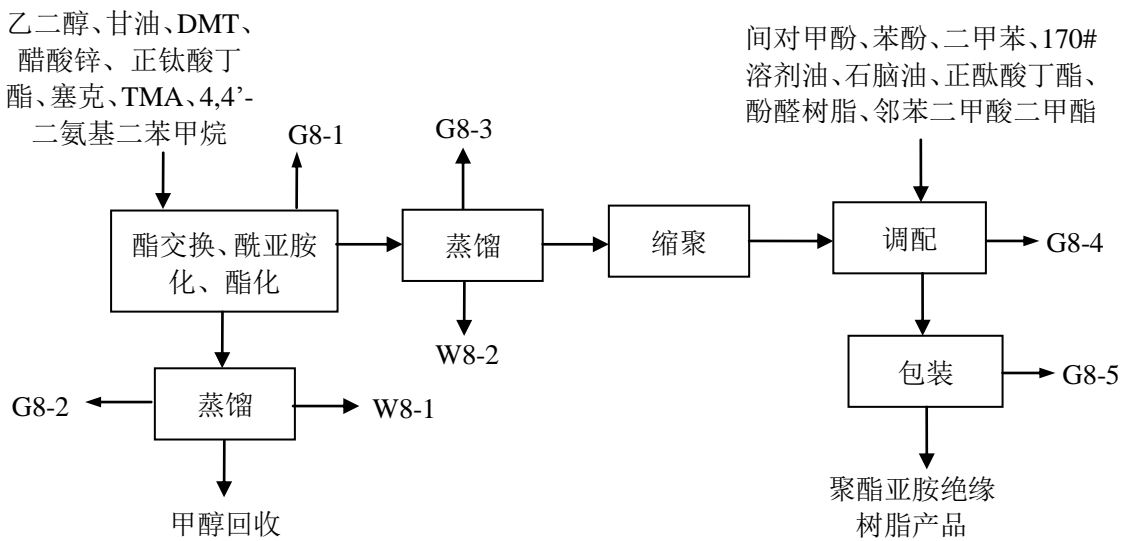 乙二醇、甘油、DMT、
醋酸锌、正钛酸丁
酯、塞克、TMA、4,4’-
二氨基二苯甲烷
间对甲酚、苯酚、二甲苯、170#
溶剂油、石脑油、正酞酸丁酯、
酚醛树脂、邻苯二甲酸二甲酯
G8-1
G8-3
酯交换、酰亚胺
化、酯化
蒸馏
缩聚
调配
G8-4
W8-2
包装
G8-5
G8-2
蒸馏
W8-1
甲醇回收
聚酯亚胺绝缘
树脂产品